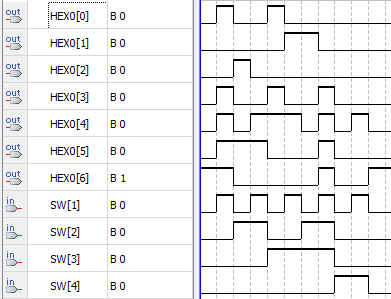 out HEX0[0] B 0
out HEX0[1] B 0
out HEX0[2] B 0
out HEX0[3] B 0
out HEX0[4] B 0
out HEX0[5] B 0
out HEX0[6] B 1
in SW[1] B 0
in SW[2] B 0
in SW[3] B 0
in SW[4] B 0